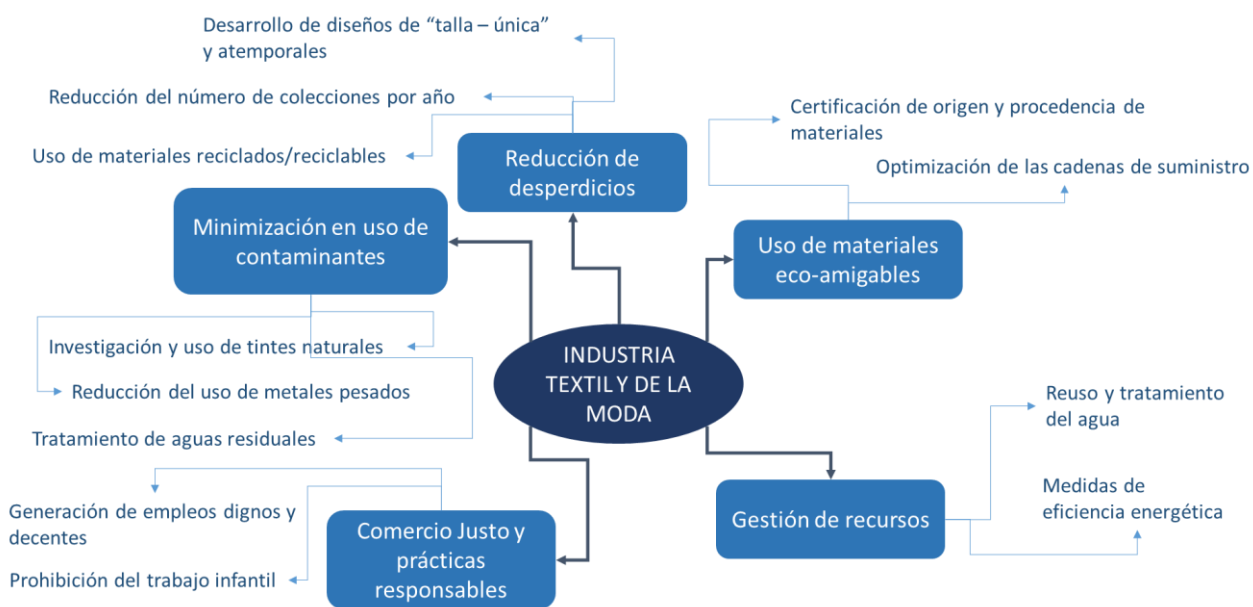 Desarrollo de diseños de “talla – única”
y atemporales
Reducción del número de colecciones por año
Uso de materiales reciclados/reciclables
Reducción de
desperdicios
Certificación de origen y procedencia de
materiales
Optimización de las cadenas de suministro
Uso de materiales
eco-amigables
Minimización en uso de
contaminantes
Investigación y uso de tintes naturales
Reducción del uso de metales pesados
Tratamiento de aguas residuales
INDUSTRIA
TEXTIL Y DE LA
MODA
Reuso y tratamiento
del agua
Medidas de
eficiencia energética
Gestión de recursos
Generación de empleos dignos y
decentes
Prohibición del trabajo infantil
Comercio Justo y
prácticas
responsables